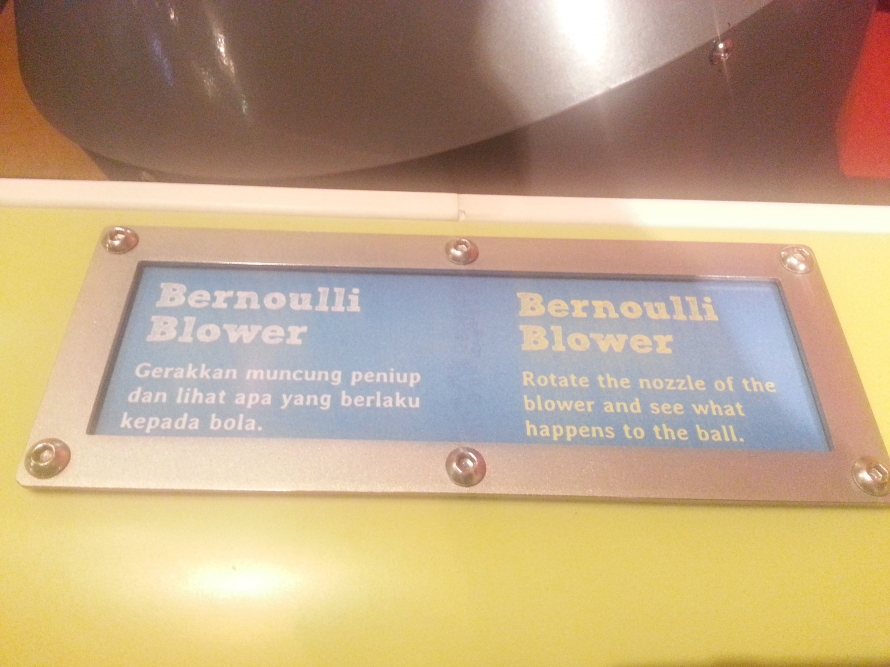 Bernoulli
Blower
Gerakkan muncung peniup
dan lihat apa yang berlaku
kepada bola.
Bernoulli
Blower
Rotate the nozzle of the
blower and see what
happens to the ball.